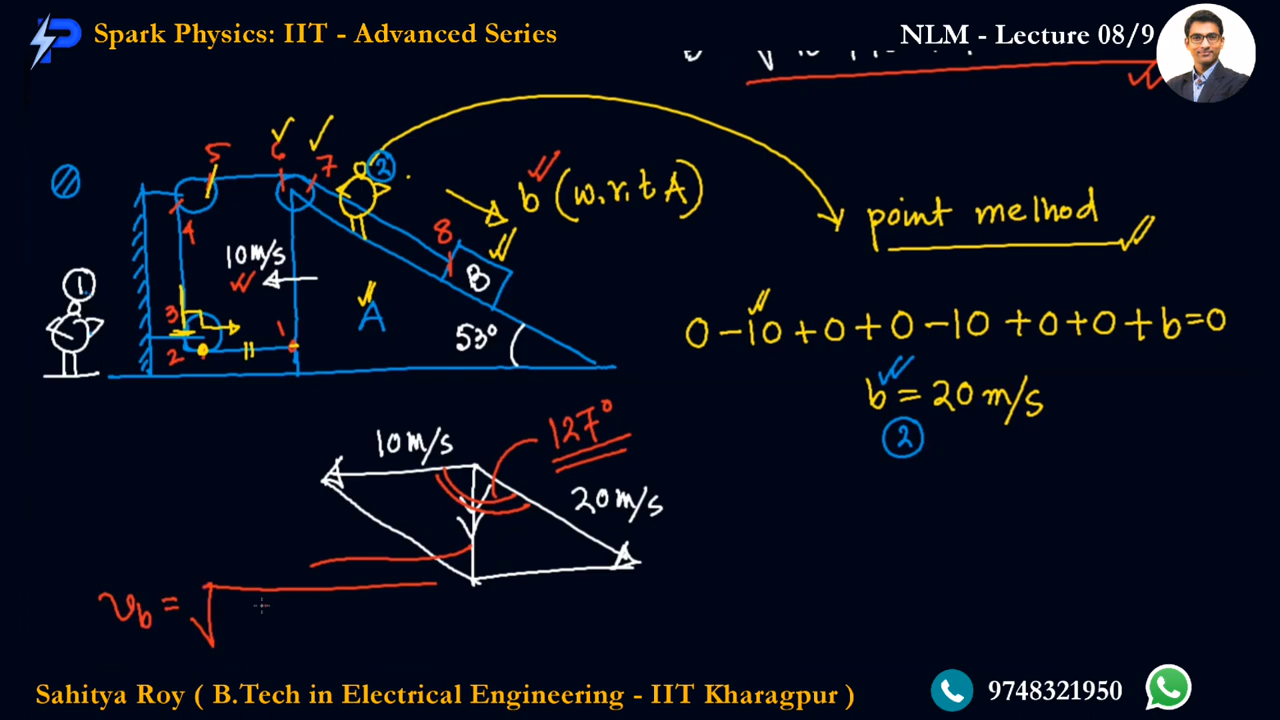 Spark Physics: IIT - Advanced Series
NLM - Lecture 08/9
5
6
7
2
b (w.r.t A)
4
8
10m/s
B
point method
1
3
1
A
2
53°
0-10+0+0-10+0+0+b=0
b = 20m/s
2
10m/s
127°
20m/s
v_b = √
Sahitya Roy ( B.Tech in Electrical Engineering - IIT Kharagpur )
9748321950